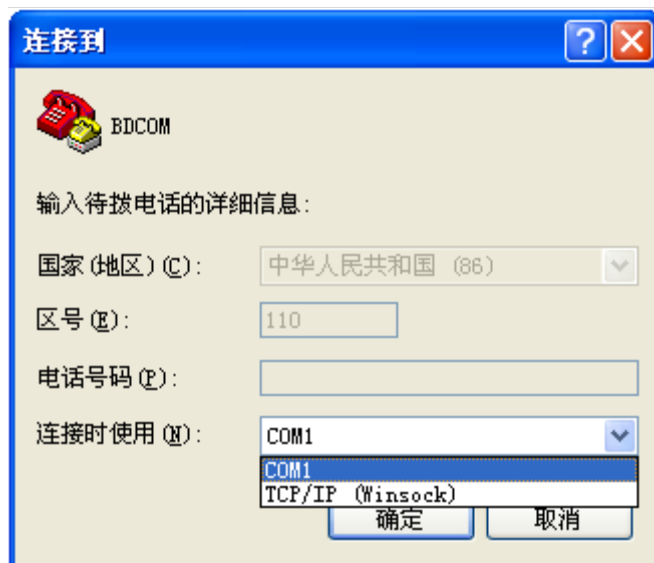 连接到
BDCOM
输入待拨电话的详细信息:
国家(地区)(C): 中华人民共和国 (86)
区号(E): 110
电话号码(P):
连接时使用(N): COM1
COM1
TCP/IP (Winsock)
确定 取消